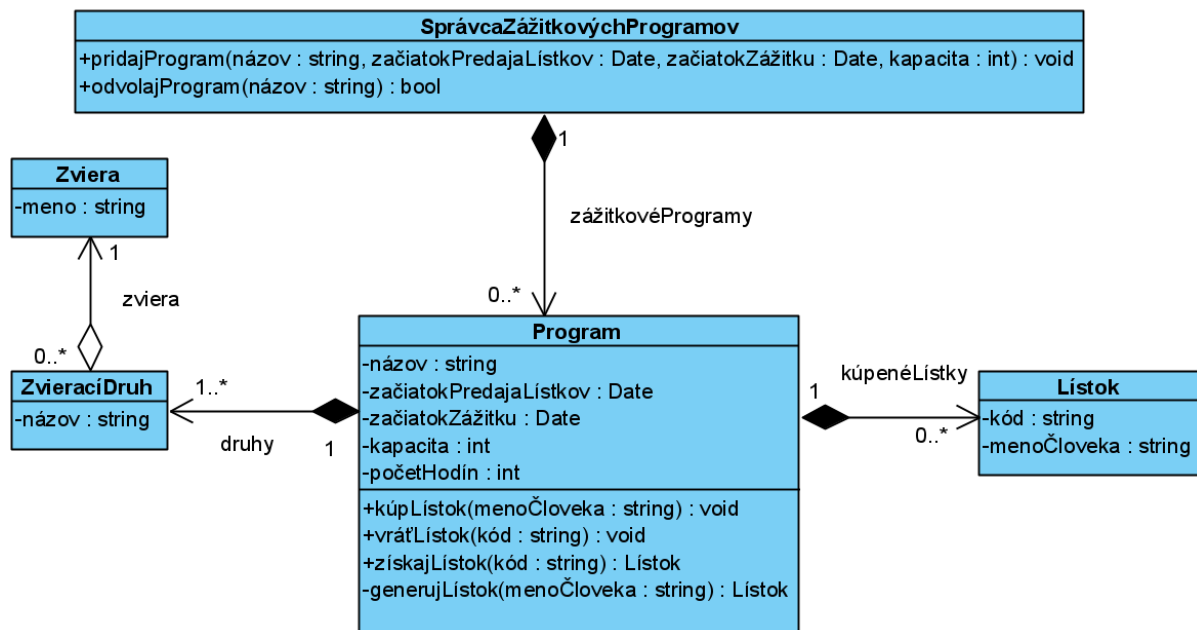 SprávcaZážitkovýchProgramov
+pridajProgram(názov : string, začiatokPredajaLístkov : Date, začiatokZážitku : Date, kapacita : int) : void
+odvolajProgram(názov : string) : bool
1
zážitkovéProgramy
0..*
Zviera
-meno : string
1
zviera
0..*
ZvieracíDruh
-názov : string
1..*
druhy
1
Program
-názov : string
-začiatokPredajaLístkov : Date
-začiatokZážitku : Date
-kapacita : int
-početHodín : int
+kúpLístok(menoČloveka : string) : void
+vráťLístok(kód : string) : void
+získajLístok(kód : string) : Lístok
-generujLístok(menoČloveka : string) : Lístok
1
kúpenéLístky
0..*
Lístok
-kód : string
-menoČloveka : string